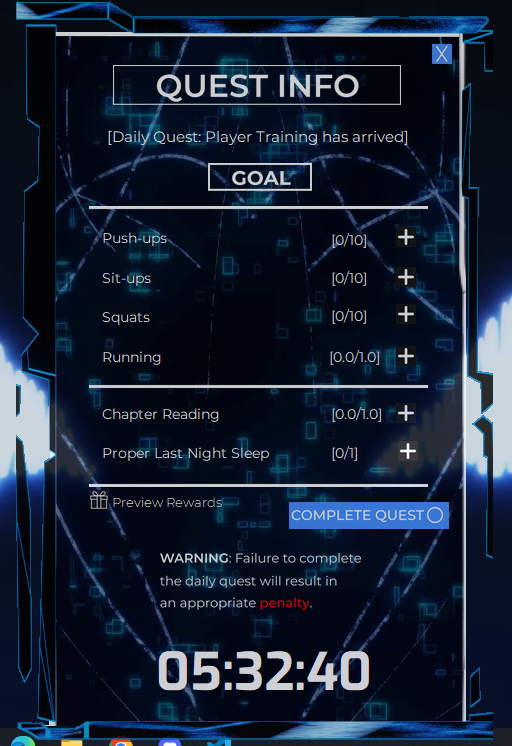 X
QUEST INFO
[Daily Quest: Player Training has arrived]
GOAL
Push-ups [0/10] +
Sit-ups [0/10] +
Squats [0/10] +
Running [0.0/1.0] +
Chapter Reading [0.0/1.0] +
Proper Last Night Sleep [0/1] +
Preview Rewards
COMPLETE QUEST
WARNING: Failure to complete
the daily quest will result in
an appropriate penalty.
05:32:40